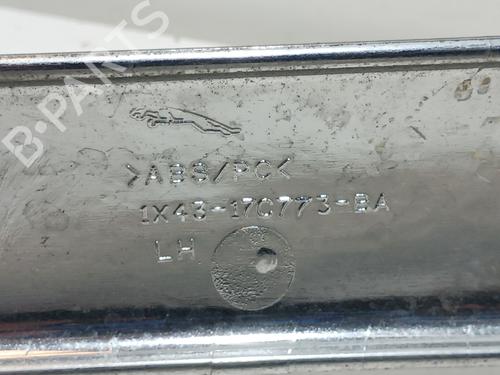 B-PARTS
>ABS/PC<
1X43-17C773-BA
LH